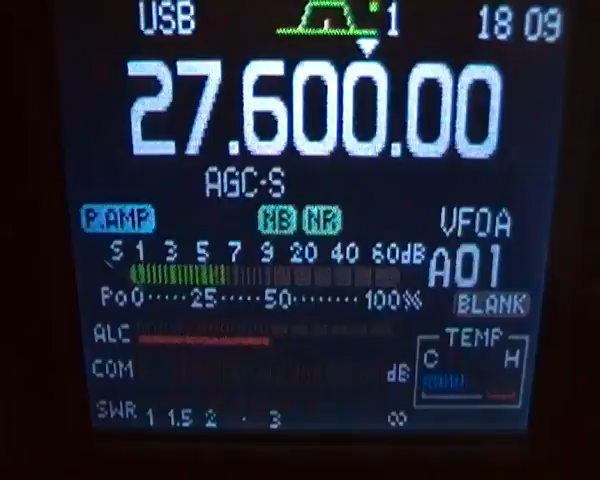 USB 1 18 09
27.600.00
AGC-S
P.AMP NB NR VFOA
S 1 3 5 7 9 20 40 60dB A01
Po 0 25 50 100% BLANK
ALC TEMP
C H
COM dB
SWR 1 1.5 2 · 3 ∞